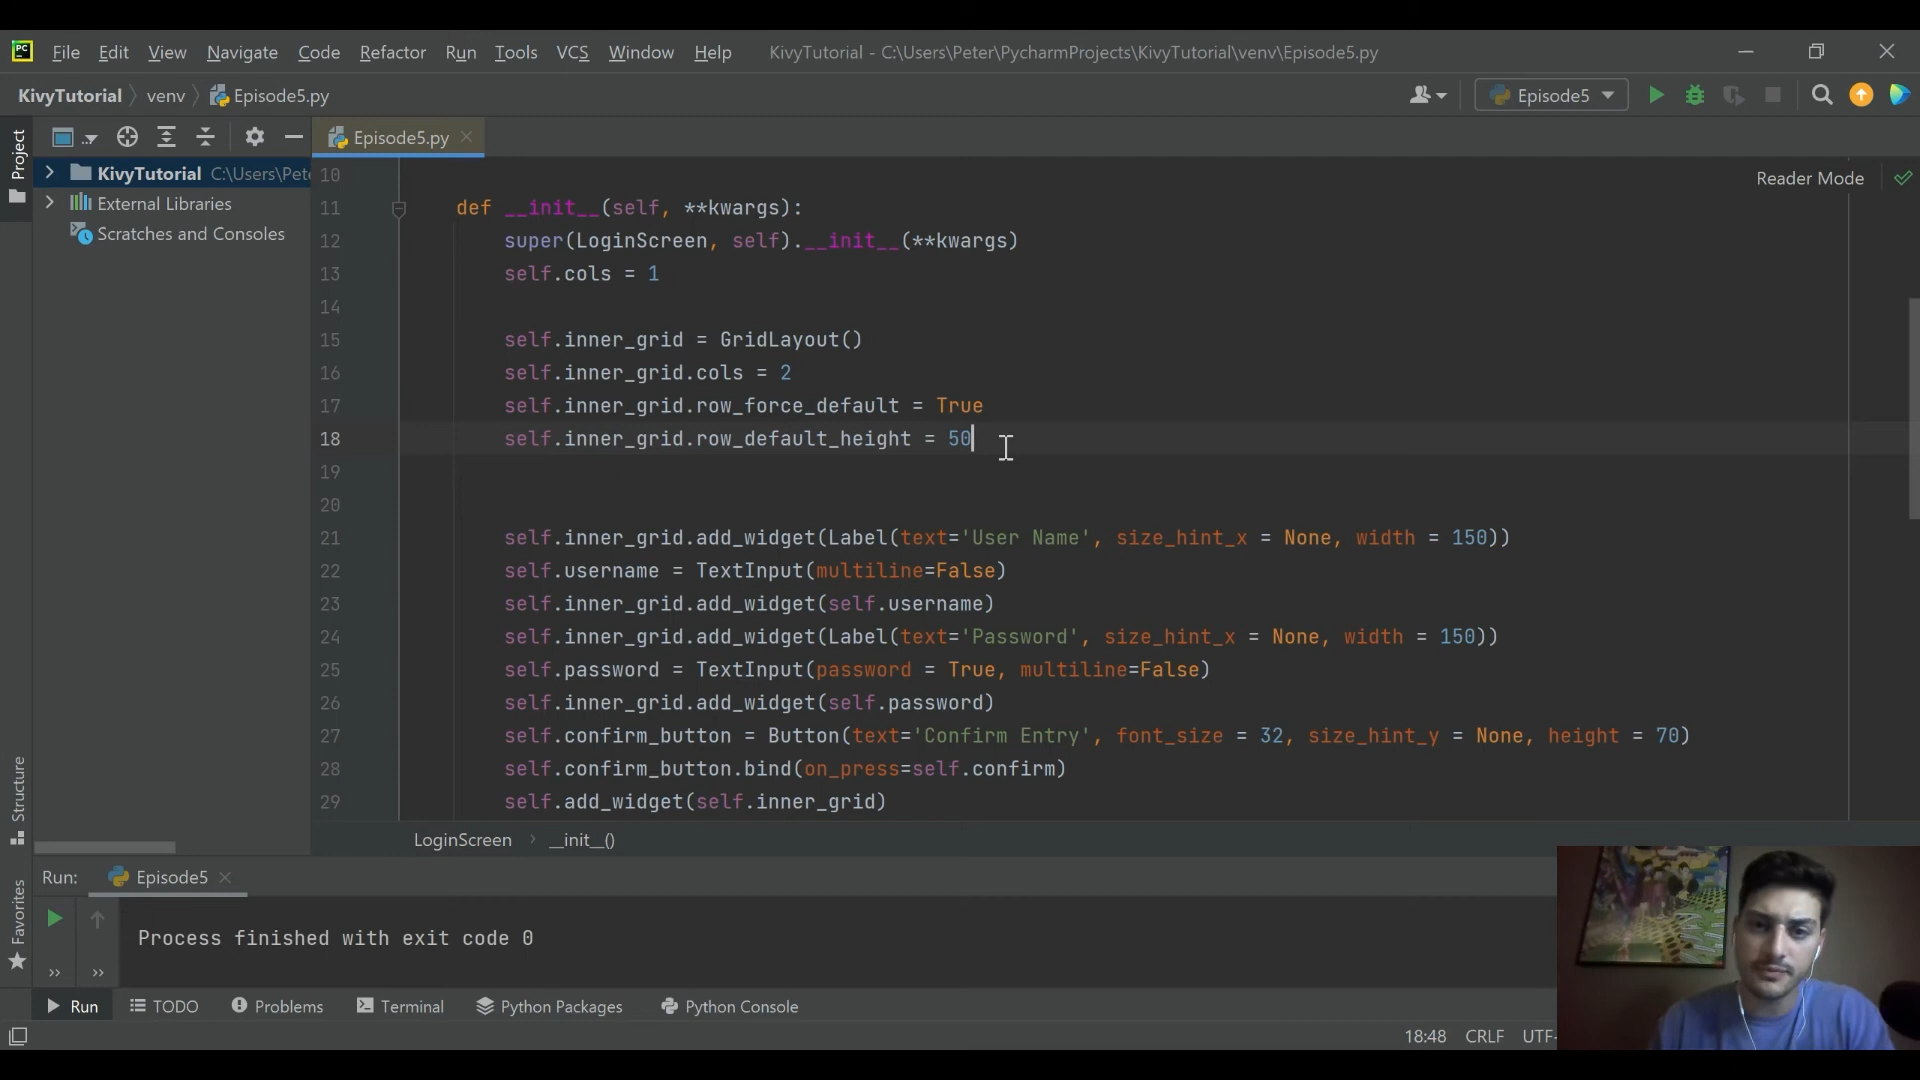 PC File Edit View Navigate Code Refactor Run Tools VCS Window Help KivyTutorial - C:\Users\Peter\PycharmProjects\KivyTutorial\venv\Episode5.py
KivyTutorial venv Episode5.py Episode5
Project
Episode5.py
KivyTutorial C:\Users\Pete
External Libraries
Scratches and Consoles
Reader Mode
10
11 def __init__(self, **kwargs):
12 super(LoginScreen, self).__init__(**kwargs)
13 self.cols = 1
14
15 self.inner_grid = GridLayout()
16 self.inner_grid.cols = 2
17 self.inner_grid.row_force_default = True
18 self.inner_grid.row_default_height = 50
19
20
21 self.inner_grid.add_widget(Label(text='User Name', size_hint_x = None, width = 150))
22 self.username = TextInput(multiline=False)
23 self.inner_grid.add_widget(self.username)
24 self.inner_grid.add_widget(Label(text='Password', size_hint_x = None, width = 150))
25 self.password = TextInput(password = True, multiline=False)
26 self.inner_grid.add_widget(self.password)
27 self.confirm_button = Button(text='Confirm Entry', font_size = 32, size_hint_y = None, height = 70)
28 self.confirm_button.bind(on_press=self.confirm)
29 self.add_widget(self.inner_grid)
LoginScreen __init__()
Structure
Favorites
Run: Episode5
Process finished with exit code 0
Run TODO Problems Terminal Python Packages Python Console
18:48 CRLF UTF-